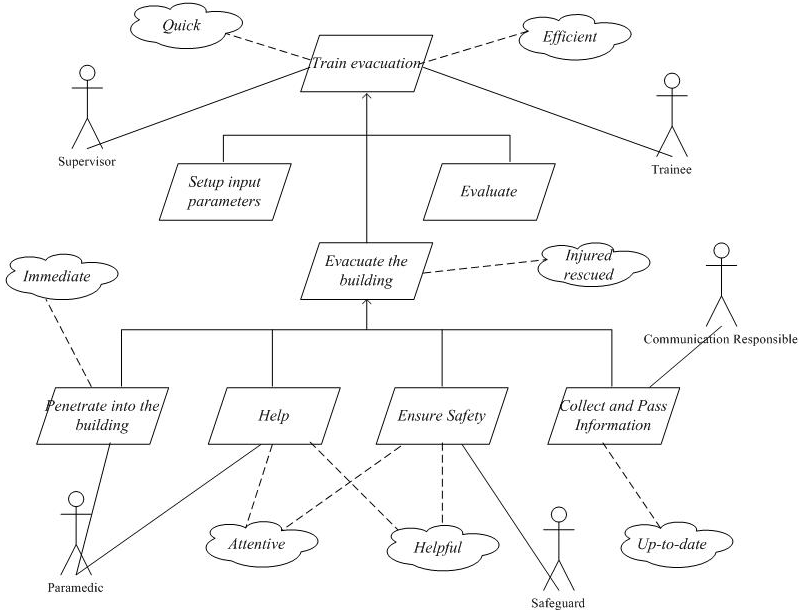 Quick
Efficient
Train evacuation
Supervisor
Trainee
Setup input
parameters
Evaluate
Evacuate the
building
Injured
rescued
Immediate
Communication Responsible
Penetrate into the
building
Help
Ensure Safety
Collect and Pass
Information
Attentive
Helpful
Up-to-date
Paramedic
Safeguard